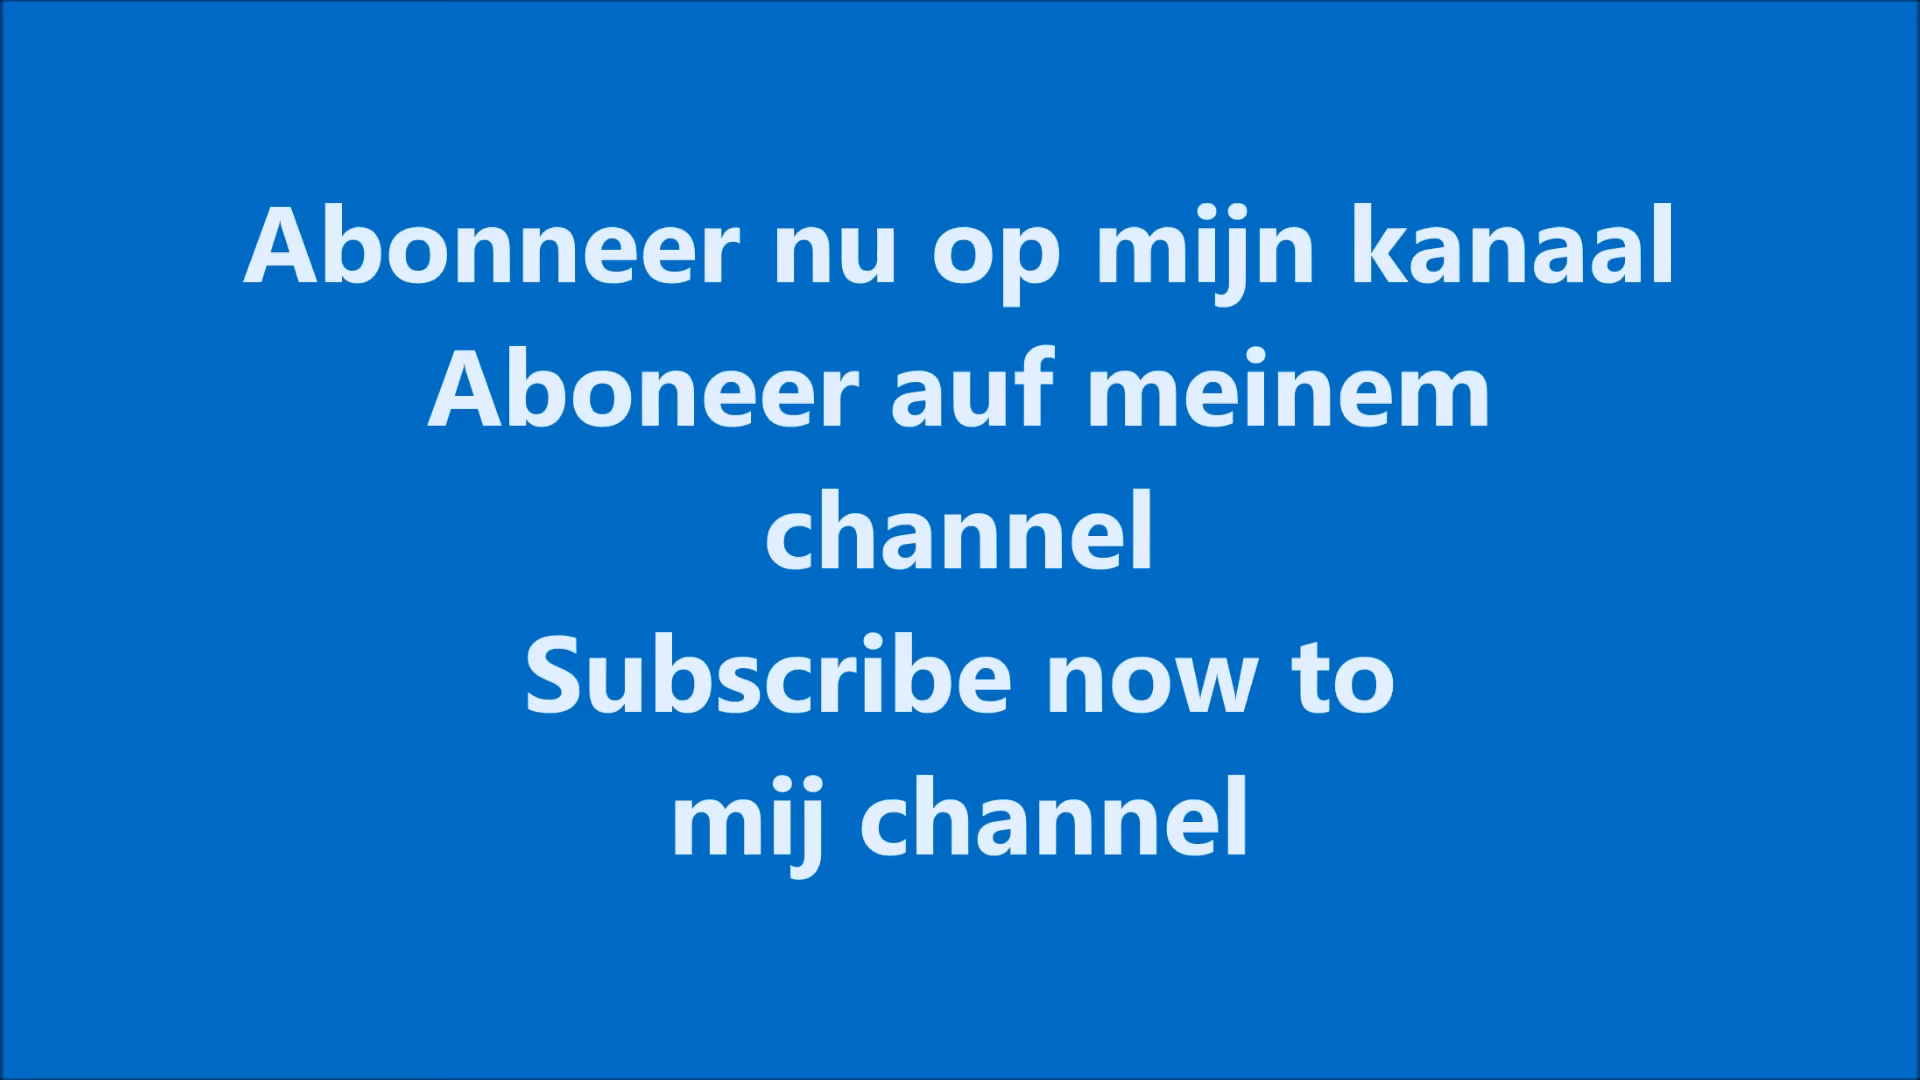 Abonneer nu op mijn kanaal
Aboneer auf meinem
channel
Subscribe now to
mij channel